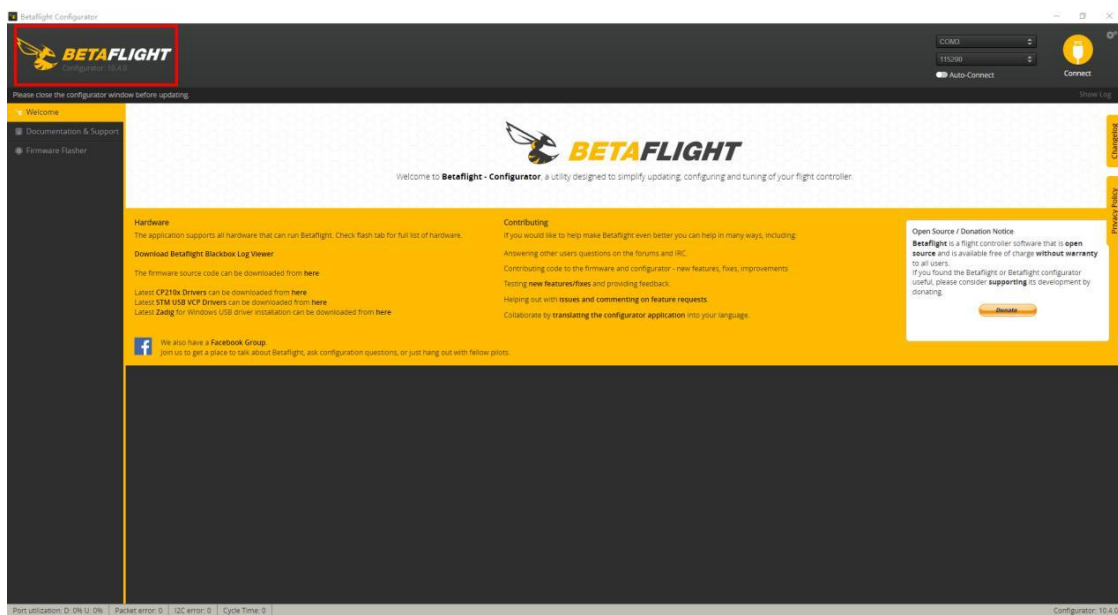 Betaflight Configurator
BETAFLIGHT
Configurator: 10.4.0
COM3
115200
Auto-Connect
Connect
Please close the configurator window before updating.
Show Log
Welcome
Documentation & Support
Firmware Flasher
BETAFLIGHT
Welcome to Betaflight - Configurator, a utility designed to simplify updating, configuring and tuning of your flight controller.
Changelog
Privacy Policy
Hardware
The application supports all hardware that can run Betaflight. Check flash tab for full list of hardware.
Download Betaflight Blackbox Log Viewer
The firmware source code can be downloaded from here
Latest CP210x Drivers can be downloaded from here
Latest STM USB VCP Drivers can be downloaded from here
Latest Zadig for Windows USB driver installation can be downloaded from here
Contributing
If you would like to help make Betaflight even better you can help in many ways, including:
Answering other users questions on the forums and IRC.
Contributing code to the firmware and configurator - new features, fixes, improvements
Testing new features/fixes and providing feedback.
Helping out with issues and commenting on feature requests.
Collaborate by translating the configurator application into your language.
Open Source / Donation Notice
Betaflight is a flight controller software that is open
source and is available free of charge without warranty
to all users.
If you found the Betaflight or Betaflight configurator
useful, please consider supporting its development by
donating.
Donate
We also have a Facebook Group.
Join us to get a place to talk about Betaflight, ask configuration questions, or just hang out with fellow pilots.
Port utilization: D: 0% U: 0%
Packet error: 0
I2C error: 0
Cycle Time: 0
Configurator: 10.4.0